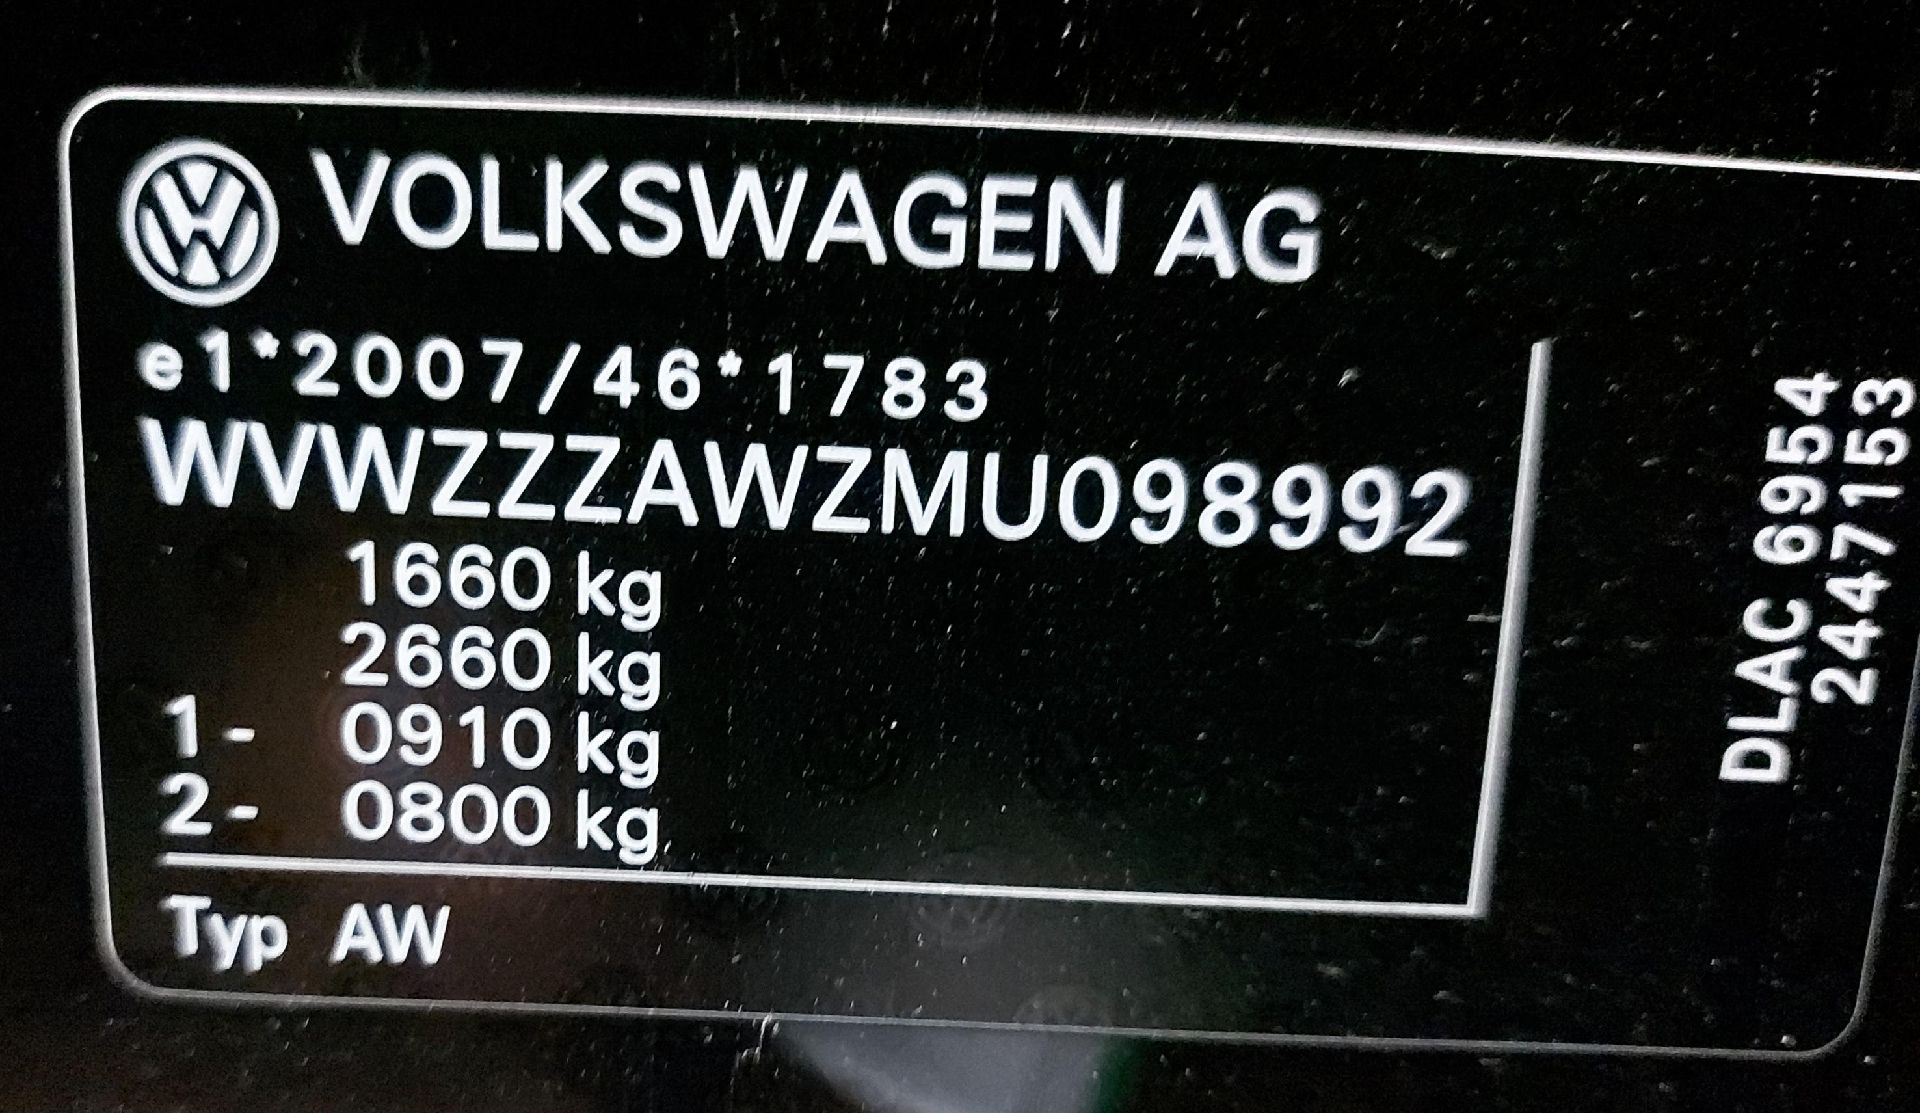 VOLKSWAGEN AG
e1*2007/46*1783
WVWZZZAWZMU098992
1660 kg
2660 kg
1- 0910 kg
2- 0800 kg
Typ AW
DLAC 6954
2447153